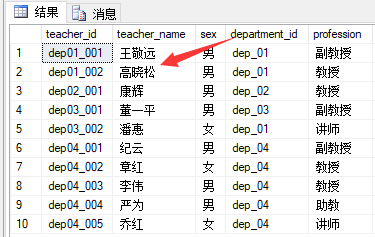 结果 消息
teacher_id teacher_name sex department_id profession
1 dep01_001 王敬远 男 dep_01 副教授
2 dep01_002 高晓松 男 dep_01 教授
3 dep02_001 康辉 男 dep_02 教授
4 dep03_001 董一平 男 dep_03 副教授
5 dep03_002 潘惠 女 dep_01 讲师
6 dep04_001 纪云 男 dep_04 副教授
7 dep04_002 章红 女 dep_04 教授
8 dep04_003 李伟 男 dep_04 教授
9 dep04_004 严为 男 dep_04 助教
10 dep04_005 乔红 女 dep_04 讲师